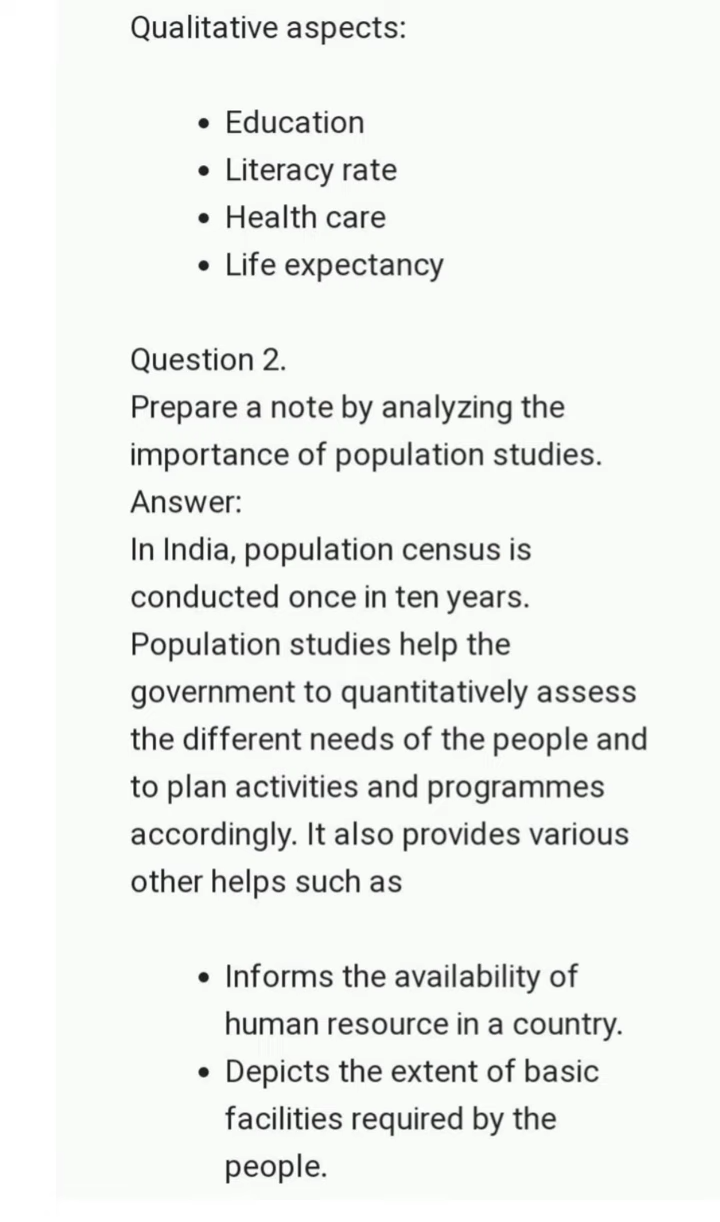 Qualitative aspects:
• Education
• Literacy rate
• Health care
• Life expectancy
Question 2.
Prepare a note by analyzing the
importance of population studies.
Answer:
In India, population census is
conducted once in ten years.
Population studies help the
government to quantitatively assess
the different needs of the people and
to plan activities and programmes
accordingly. It also provides various
other helps such as
• Informs the availability of
human resource in a country.
• Depicts the extent of basic
facilities required by the
people.